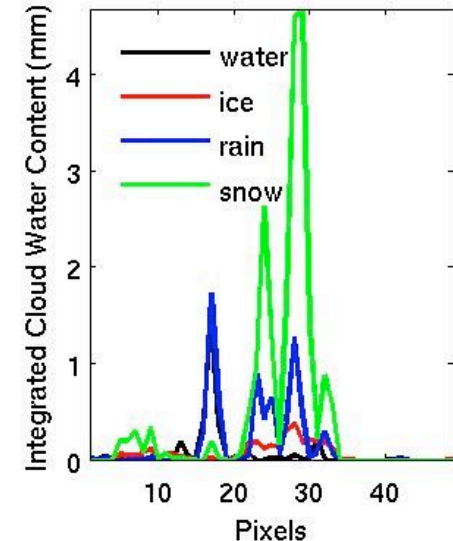 Integrated Cloud Water Content (mm)
4
3
2
1
0
water
ice
rain
snow
10 20 30 40
Pixels